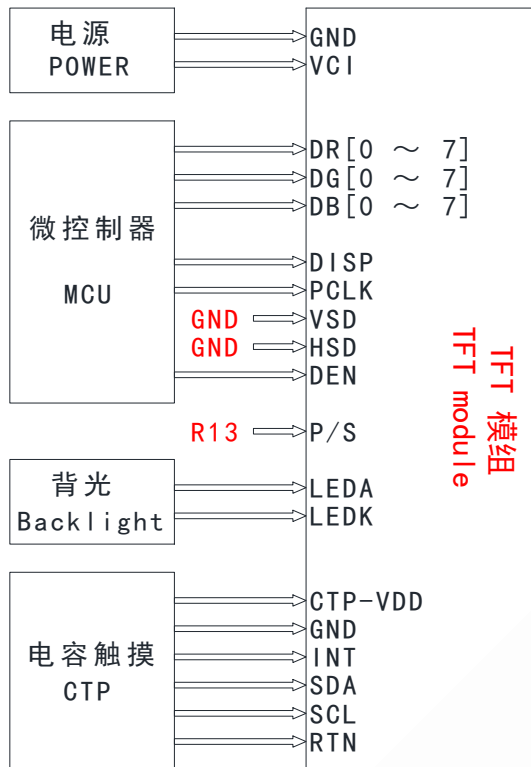 电源
POWER
GND
VCI
微控制器
MCU
DR[0 ～ 7]
DG[0 ～ 7]
DB[0 ～ 7]
DISP
PCLK
GND VSD
GND HSD
DEN
R13 P/S
TFT 模组
TFT module
背光
Backlight
LEDA
LEDK
电容触摸
CTP
CTP-VDD
GND
INT
SDA
SCL
RTN